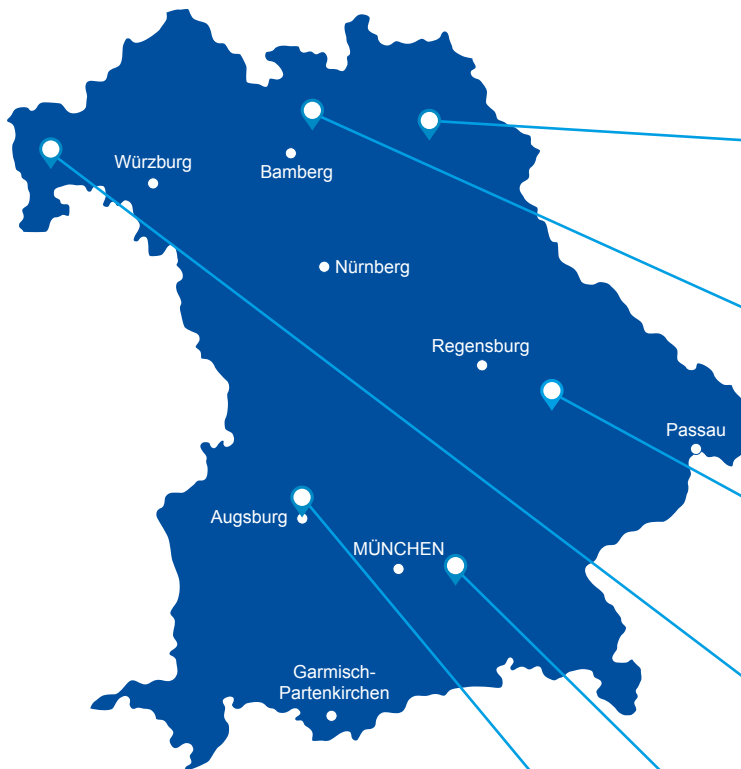 Würzburg
Bamberg
Nürnberg
Regensburg
Passau
Augsburg
MÜNCHEN
Garmisch-
Partenkirchen